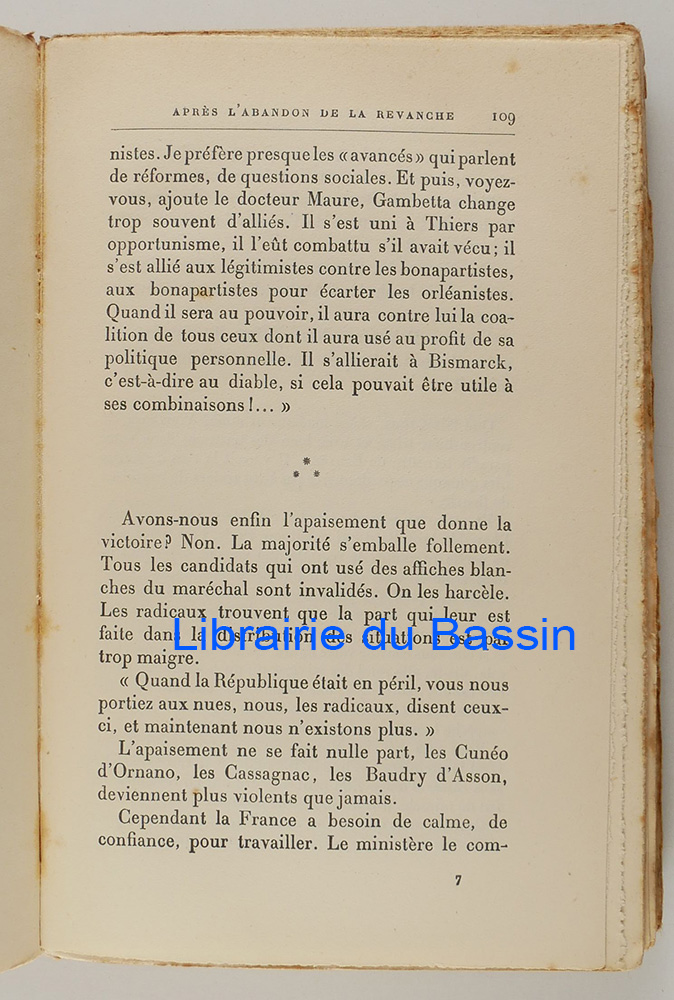 APRÈS L'ABANDON DE LA REVANCHE 109
nistes. Je préfère presque les « avancés » qui parlent
de réformes, de questions sociales. Et puis, voyez-
vous, ajoute le docteur Maure, Gambetta change
trop souvent d'alliés. Il s'est uni à Thiers par
opportunisme, il l'eût combattu s'il avait vécu; il
s'est allié aux légitimistes contre les bonapartistes,
aux bonapartistes pour écarter les orléanistes.
Quand il sera au pouvoir, il aura contre lui la coa-
lition de tous ceux dont il aura usé au profit de sa
politique personnelle. Il s'allierait à Bismarck,
c'est-à-dire au diable, si cela pouvait être utile à
ses combinaisons!... »
* * *
Avons-nous enfin l'apaisement que donne la
victoire? Non. La majorité s'emballe follement.
Tous les candidats qui ont usé des affiches blan-
ches du maréchal sont invalidés. On les harcèle.
Les radicaux trouvent que la part qui leur est
faite dans la distribution des situations est par
Librairie du Bassin
trop maigre.
« Quand la République était en péril, vous nous
portiez aux nues, nous, les radicaux, disent ceux-
ci, et maintenant nous n'existons plus. »
L'apaisement ne se fait nulle part, les Cunéo
d'Ornano, les Cassagnac, les Baudry d'Asson,
deviennent plus violents que jamais.
Cependant la France a besoin de calme, de
confiance, pour travailler. Le ministère le com-
7